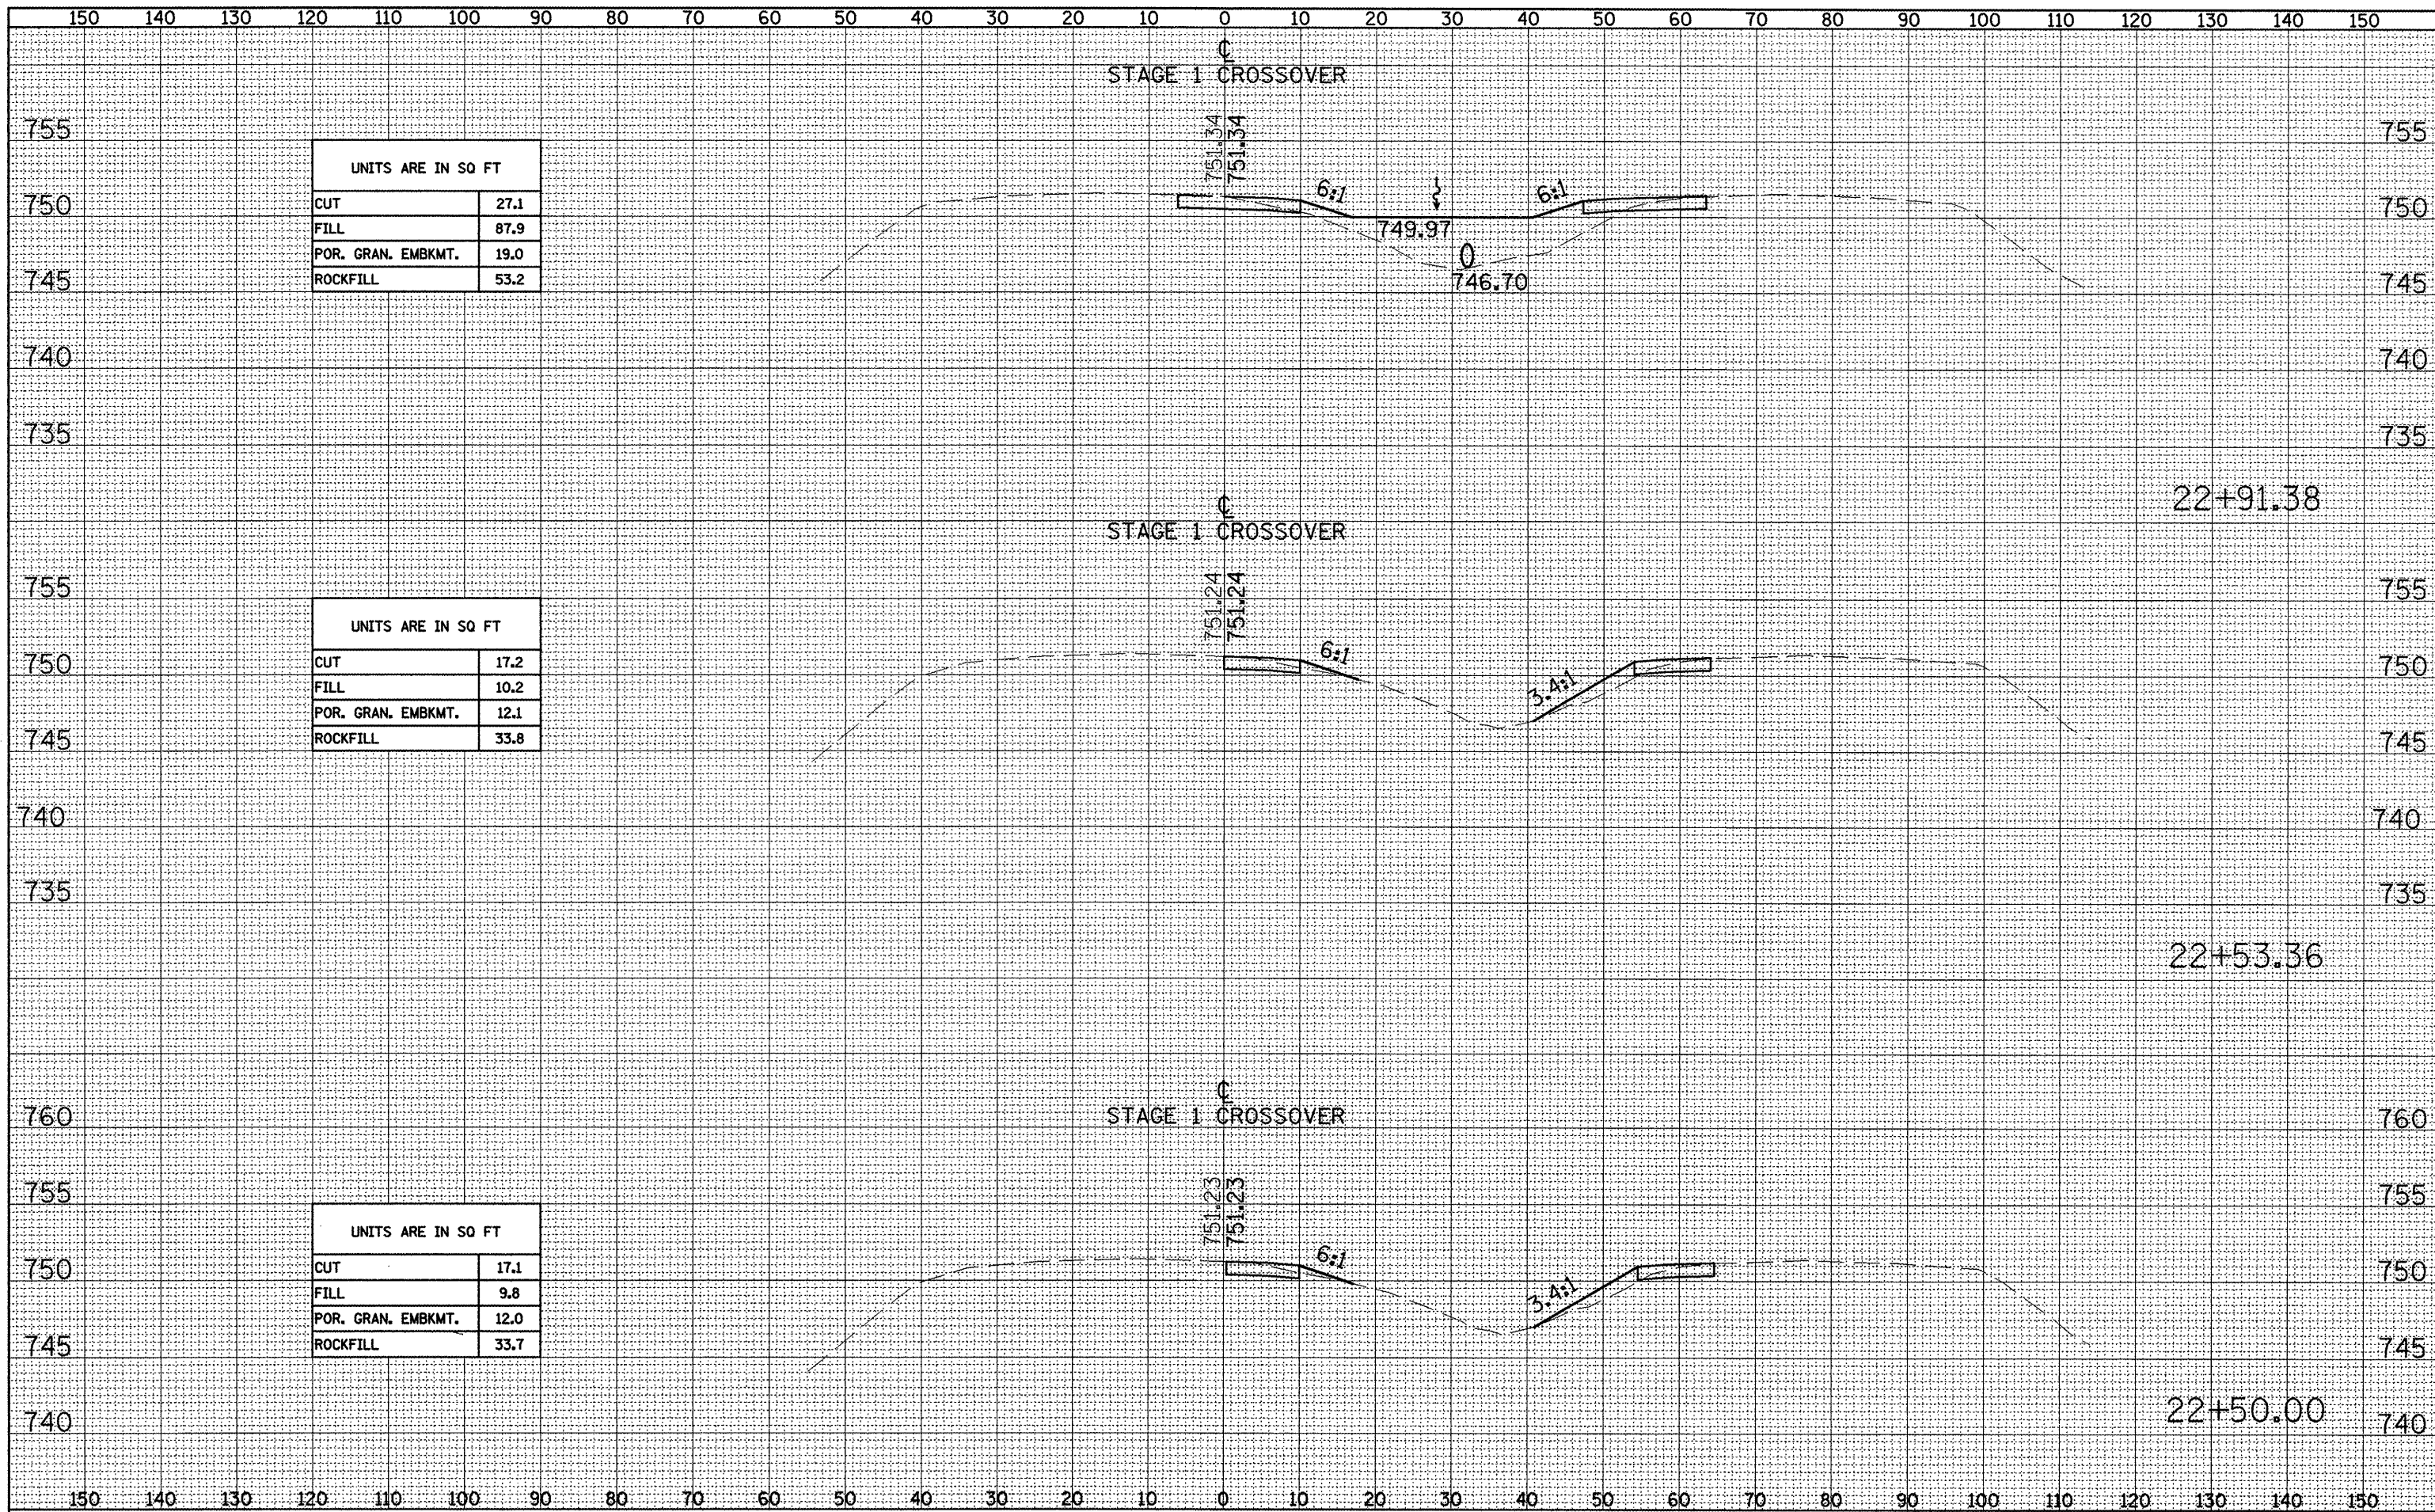 150 140 130 120 110 100 90 80 70 60 50 40 30 20 10 0 10 20 30 40 50 60 70 80 90 100 110 120 130 140 150
℄
STAGE 1 CROSSOVER
751.34
751.34
755 755
UNITS ARE IN SQ FT
CUT 27.1
FILL 87.9
POR. GRAN. EMBKMT. 19.0
ROCKFILL 53.2
6:1 6:1
750 750
749.97
746.70
745 745
740 740
735 735
22+91.38
℄
STAGE 1 CROSSOVER
751.24
751.24
755 755
UNITS ARE IN SQ FT
CUT 17.2
FILL 10.2
POR. GRAN. EMBKMT. 12.1
ROCKFILL 33.8
6:1
3.4:1
750 750
745 745
740 740
735 735
22+53.36
℄
STAGE 1 CROSSOVER
760 760
751.23
751.23
755 755
UNITS ARE IN SQ FT
CUT 17.1
FILL 9.8
POR. GRAN. EMBKMT. 12.0
ROCKFILL 33.7
6:1
3.4:1
750 750
745 745
22+50.00
740 740
150 140 130 120 110 100 90 80 70 60 50 40 30 20 10 0 10 20 30 40 50 60 70 80 90 100 110 120 130 140 150